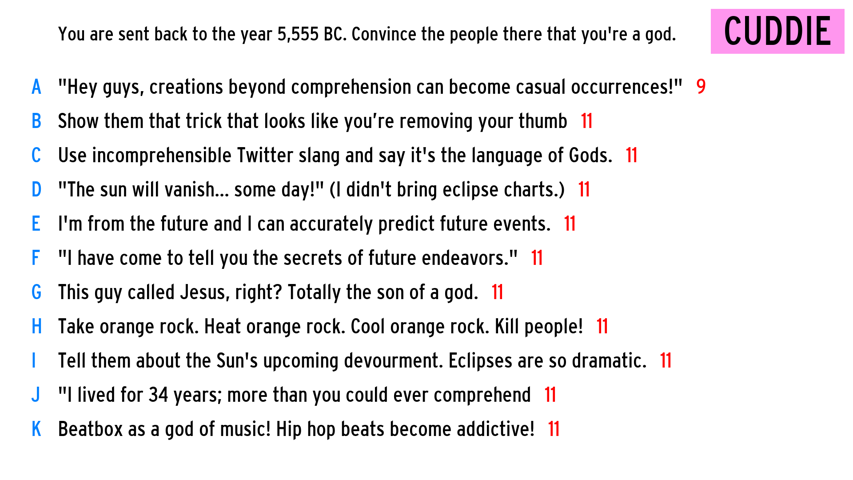 You are sent back to the year 5,555 BC. Convince the people there that you're a god.
CUDDIE
A "Hey guys, creations beyond comprehension can become casual occurrences!" 9
B Show them that trick that looks like you’re removing your thumb 11
C Use incomprehensible Twitter slang and say it's the language of Gods. 11
D "The sun will vanish... some day!" (I didn't bring eclipse charts.) 11
E I'm from the future and I can accurately predict future events. 11
F "I have come to tell you the secrets of future endeavors." 11
G This guy called Jesus, right? Totally the son of a god. 11
H Take orange rock. Heat orange rock. Cool orange rock. Kill people! 11
I Tell them about the Sun's upcoming devourment. Eclipses are so dramatic. 11
J "I lived for 34 years; more than you could ever comprehend 11
K Beatbox as a god of music! Hip hop beats become addictive! 11